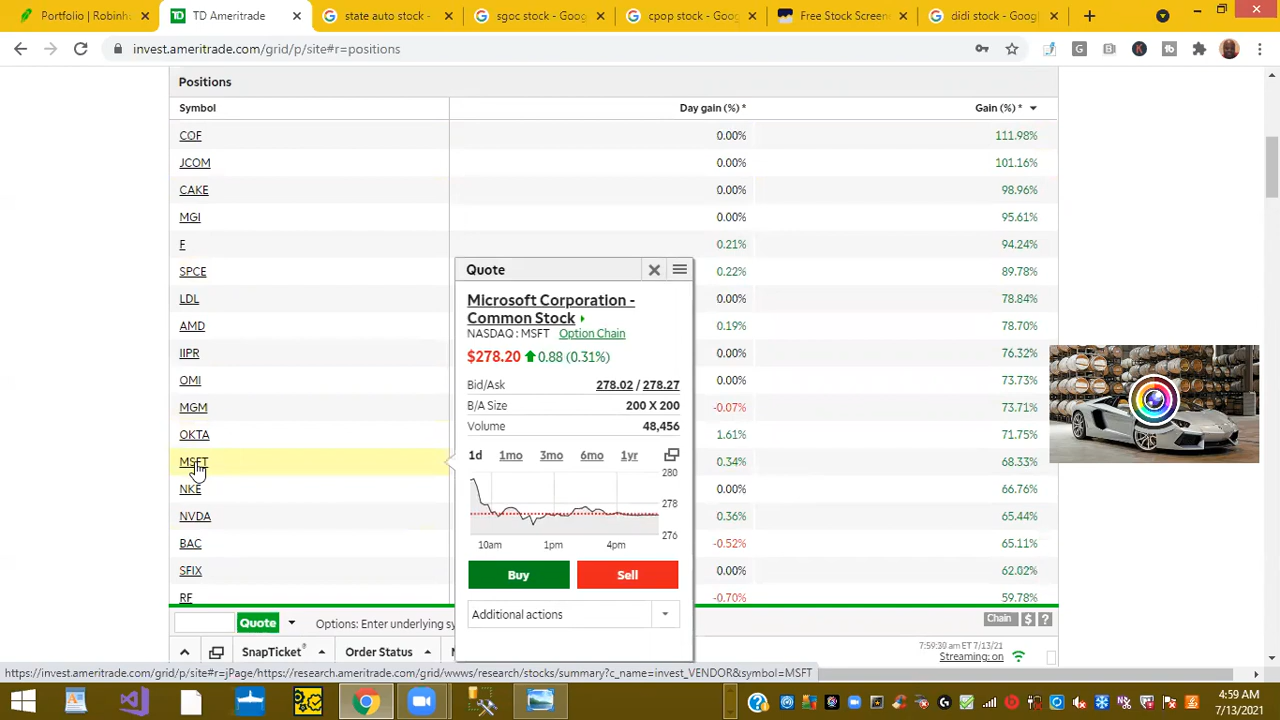 Portfolio | Robinh
TD Ameritrade
state auto stock -
sgoc stock - Goog
cpop stock - Goog
Free Stock Screen
didi stock - Goog
invest.ameritrade.com/grid/p/site#r=positions
Positions
Symbol Day gain (%) * Gain (%) *
COF 0.00% 111.98%
JCOM 0.00% 101.16%
CAKE 0.00% 98.96%
MGI 0.00% 95.61%
F 0.21% 94.24%
SPCE 0.22% 89.78%
LDL 0.00% 78.84%
AMD 0.19% 78.70%
IIPR 0.00% 76.32%
OMI 0.00% 73.73%
MGM -0.07% 73.71%
OKTA 1.61% 71.75%
MSFT 0.34% 68.33%
NKE 0.00% 66.76%
NVDA 0.36% 65.44%
BAC -0.52% 65.11%
SFIX 0.00% 62.02%
RF -0.70% 59.78%
Quote
Microsoft Corporation -
Common Stock
NASDAQ : MSFT Option Chain
$278.20 0.88 (0.31%)
Bid/Ask 278.02 / 278.27
B/A Size 200 X 200
Volume 48,456
1d 1mo 3mo 6mo 1yr
280
278
276
10am 1pm 4pm
Buy Sell
Additional actions
Quote Options: Enter underlying sy Chain $ ?
SnapTicket® Order Status
7:59:30 am ET 7/13/21
Streaming: on
https://invest.ameritrade.com/grid/p/site#r=jPage/https://research.ameritrade.com/grid/wwws/research/stocks/summary?c_name=invest_VENDOR&symbol=MSFT
4:59 AM
7/13/2021